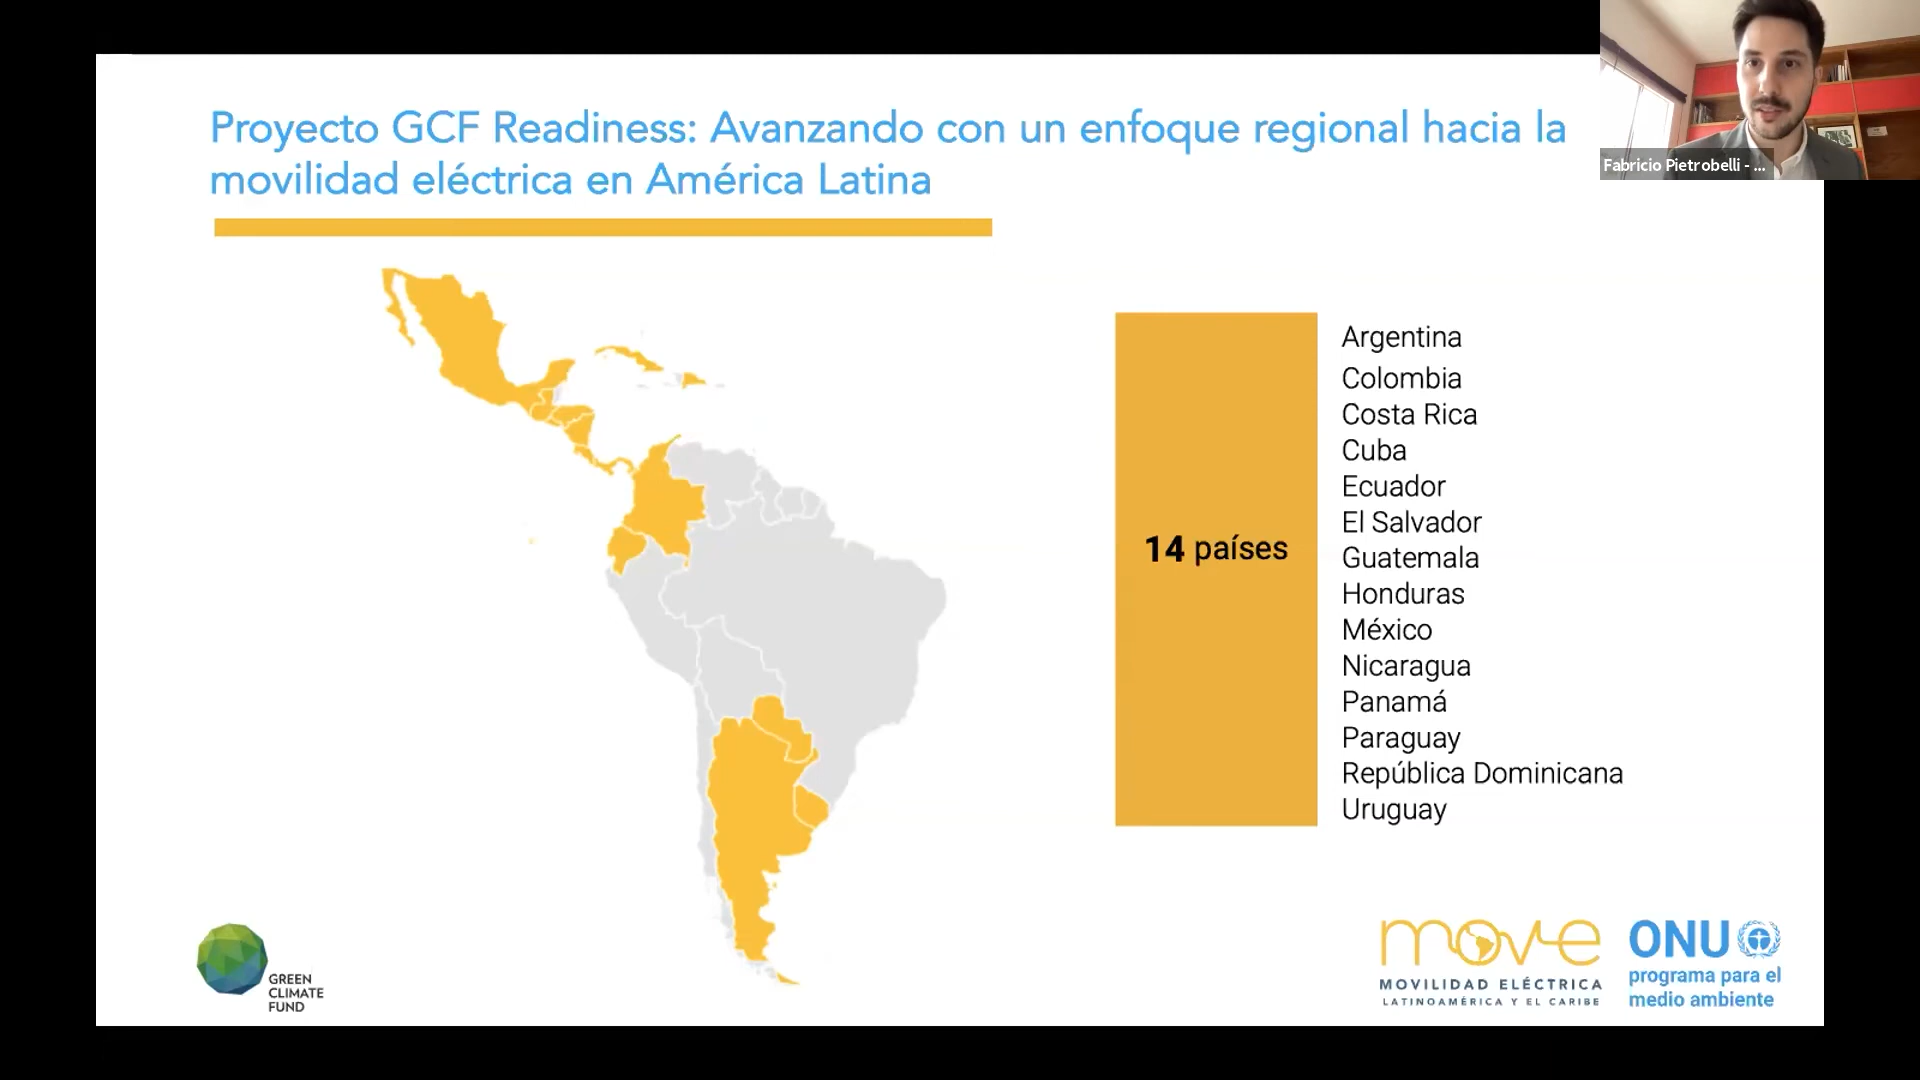 Proyecto GCF Readiness: Avanzando con un enfoque regional hacia la
movilidad eléctrica en América Latina
Fabricio Pietrobelli - ...
14 países
Argentina
Colombia
Costa Rica
Cuba
Ecuador
El Salvador
Guatemala
Honduras
México
Nicaragua
Panamá
Paraguay
República Dominicana
Uruguay
GREEN
CLIMATE
FUND
move
MOVILIDAD ELÉCTRICA
LATINOAMÉRICA Y EL CARIBE
ONU
programa para el
medio ambiente